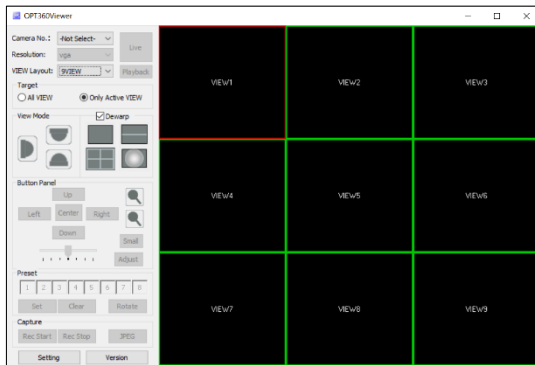 OPT360Viewer
Camera No.: -Not Select-
Live
Resolution: vga
VIEW Layout: 9VIEW
Playback
Target
All VIEW Only Active VIEW
View Mode
Dewarp
Button Panel
Up
Left Center Right
Down
Small
Adjust
Preset
1 2 3 4 5 6 7 8
Set Clear Rotate
Capture
Rec Start Rec Stop JPEG
Setting Version
VIEW1 VIEW2 VIEW3
VIEW4 VIEW5 VIEW6
VIEW7 VIEW8 VIEW9